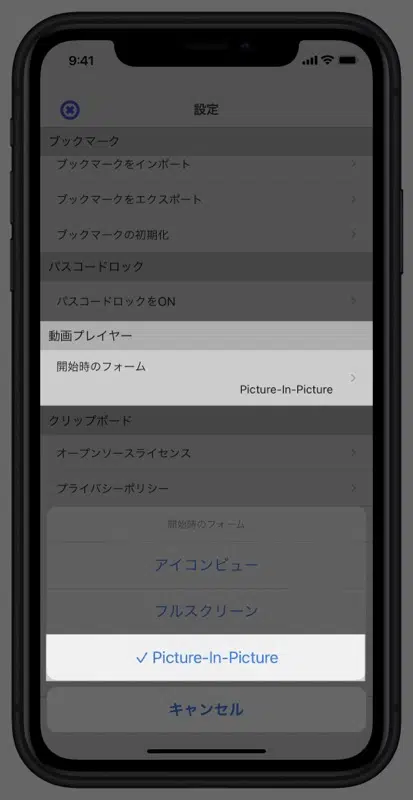 9:41
設定
ブックマーク
ブックマークをインポート
ブックマークをエクスポート
ブックマークの初期化
パスコードロック
パスコードロックをON
動画プレイヤー
開始時のフォーム
Picture-In-Picture
クリップボード
オープンソースライセンス
プライバシーポリシー
開始時のフォーム
アイコンビュー
フルスクリーン
✓ Picture-In-Picture
キャンセル